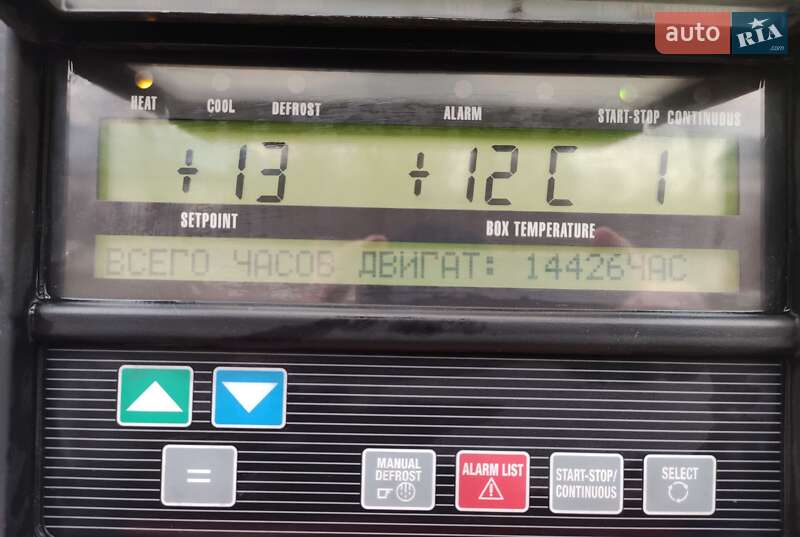 auto RIA .com
HEAT COOL DEFROST ALARM START-STOP CONTINUOUS
+13 +12C 1
SETPOINT BOX TEMPERATURE
ВСЕГО ЧАСОВ ДВИГАТ: 14426ЧАС
=
MANUAL DEFROST
ALARM LIST
START-STOP/
CONTINUOUS
SELECT